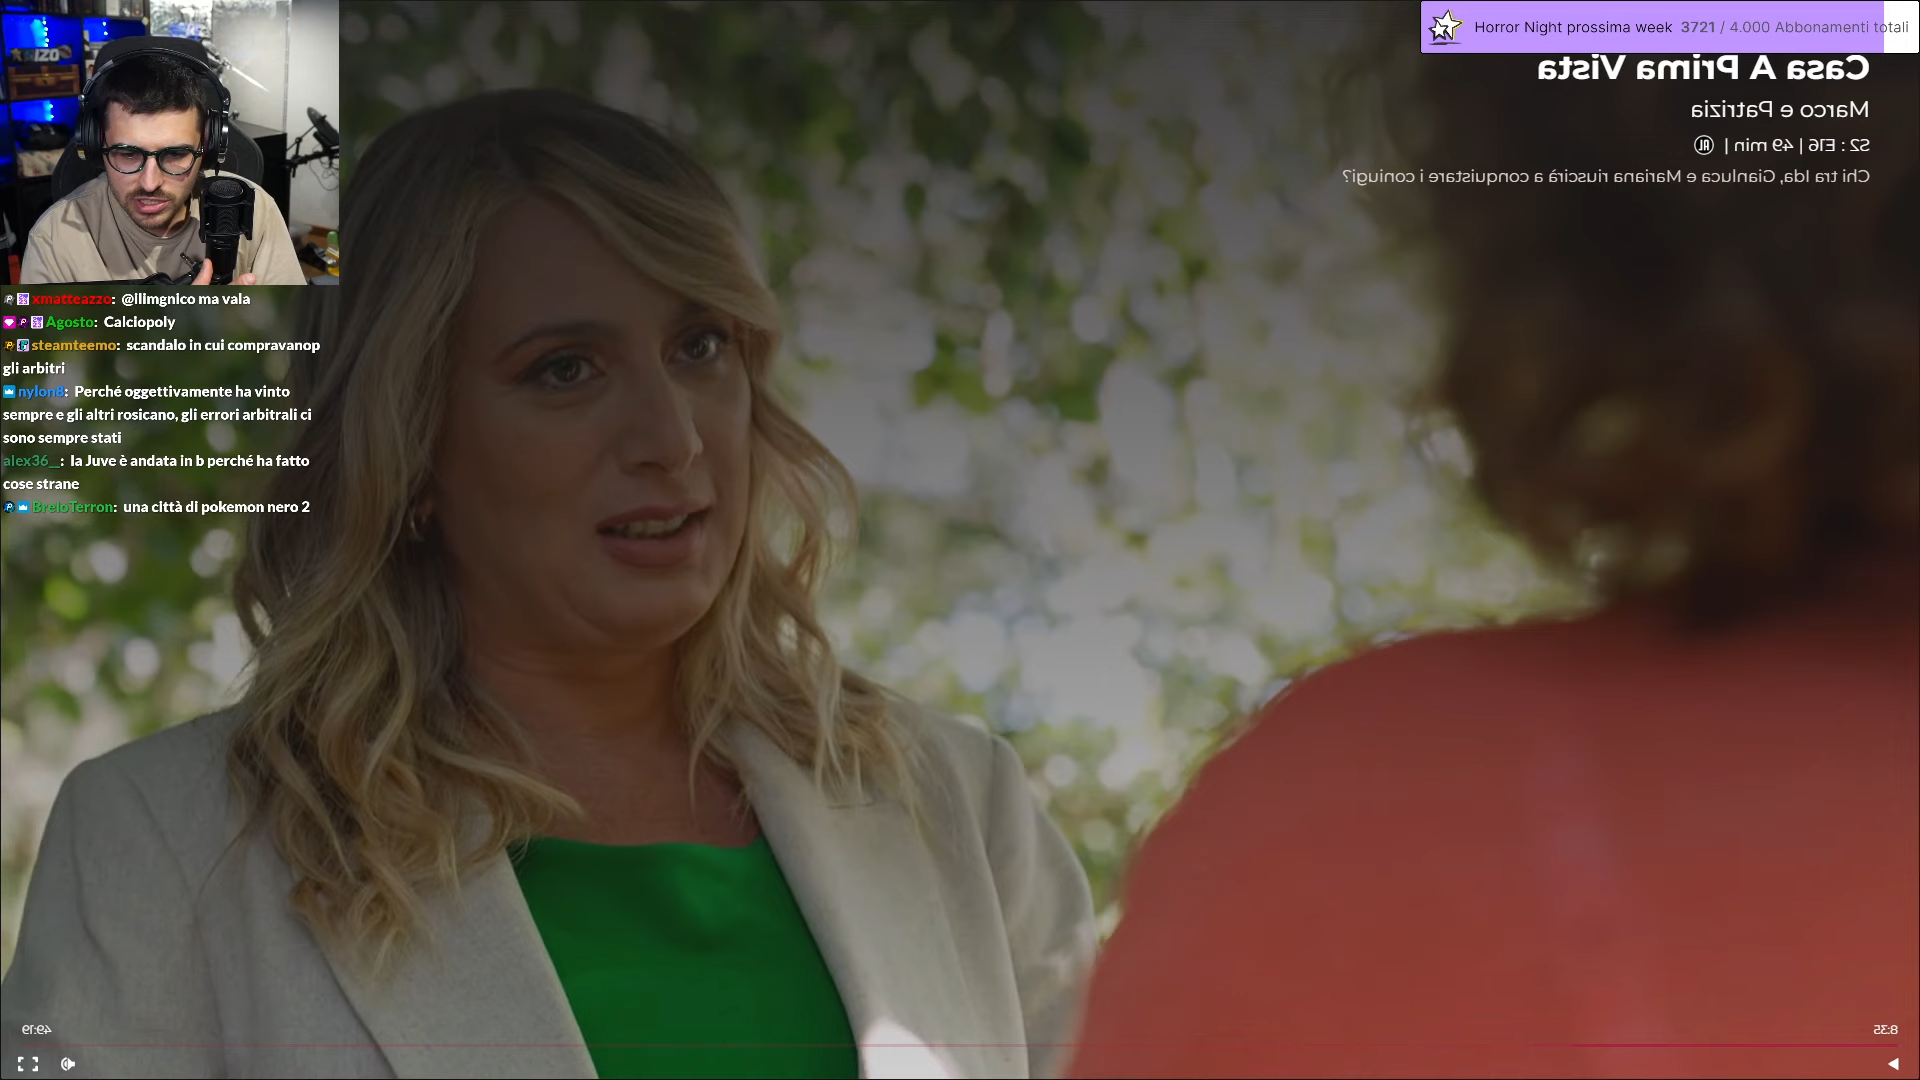 Horror Night prossima week 3721 / 4.000 Abbonamenti totali
Casa A Prima Vista
Marco e Patrizia
S2 : E16 | 49 min |
Chi tra Ida, Gianluca e Mariana riuscirà a conquistare i coniugi?
xmatteazzo: @ilimgnico ma vala
Agosto: Calciopoly
steamteemo: scandalo in cui compravanop
gli arbitri
nylon8: Perché oggettivamente ha vinto
sempre e gli altri rosicano, gli errori arbitrali ci
sono sempre stati
alex36__: la Juve è andata in b perché ha fatto
cose strane
BreloTerron: una città di pokemon nero 2
49:19
8:35